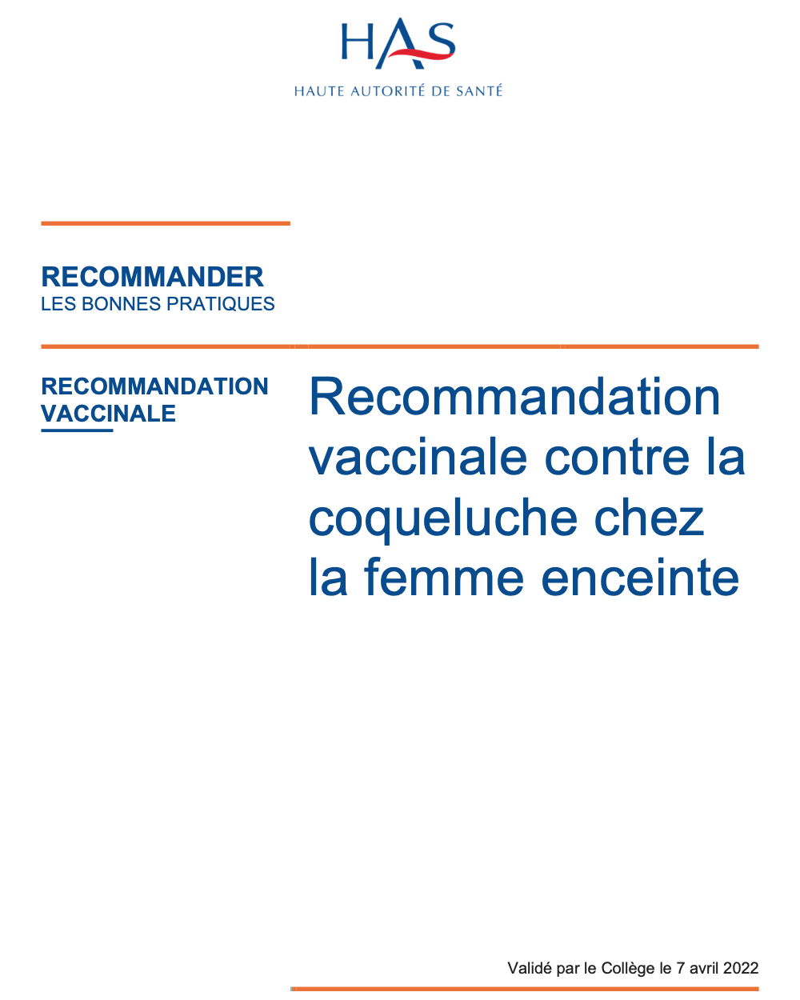 HAS
HAUTE AUTORITÉ DE SANTÉ
RECOMMANDER
LES BONNES PRATIQUES
RECOMMANDATION
VACCINALE
Recommandation
vaccinale contre la
coqueluche chez
la femme enceinte
Validé par le Collège le 7 avril 2022